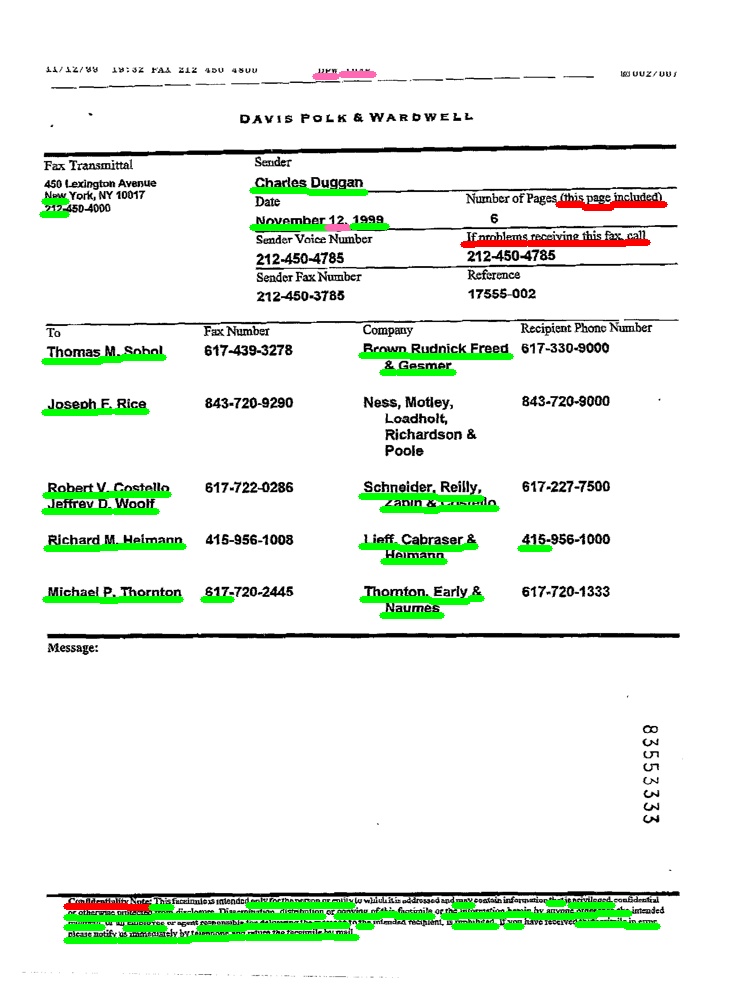 11/12/99 19:32 FAX 212 450 4800 002/007
DAVIS POLK & WARDWELL
Fax Transmittal
450 Lexington Avenue
New York, NY 10017
212-450-4000
Sender
Charles Duggan
Date
November 12, 1999
Number of Pages (this page included)
6
Sender Voice Number
212-450-4785
If problems receiving this fax, call
212-450-4785
Sender Fax Number
212-450-3785
Reference
17555-002
To Fax Number Company Recipient Phone Number
Thomas M. Sobol 617-439-3278 Brown Rudnick Freed 617-330-9000
& Gesmer
Joseph F. Rice 843-720-9290 Ness, Motley, 843-720-9000
Loadholt,
Richardson &
Poole
Robert V. Costello 617-722-0286 Schneider, Reilly, 617-227-7500
Jeffrey D. Woolf Zabin & Costello
Richard M. Heimann 415-956-1008 Lieff, Cabraser & 415-956-1000
Heimann
Michael P. Thornton 617-720-2445 Thornton, Early & 617-720-1333
Naumes
Message:
83553333
Confidentiality Note: This facsimile is intended only for the person or entity to which it is addressed and may contain information that is privileged, confidential
or otherwise protected from disclosure. Dissemination, distribution or copying of this facsimile or the information herein by anyone other than the intended
recipient, or an employee or agent responsible for delivering the message to the intended recipient, is prohibited. If you have received this facsimile in error,
please notify us immediately by telephone and return the facsimile by mail.